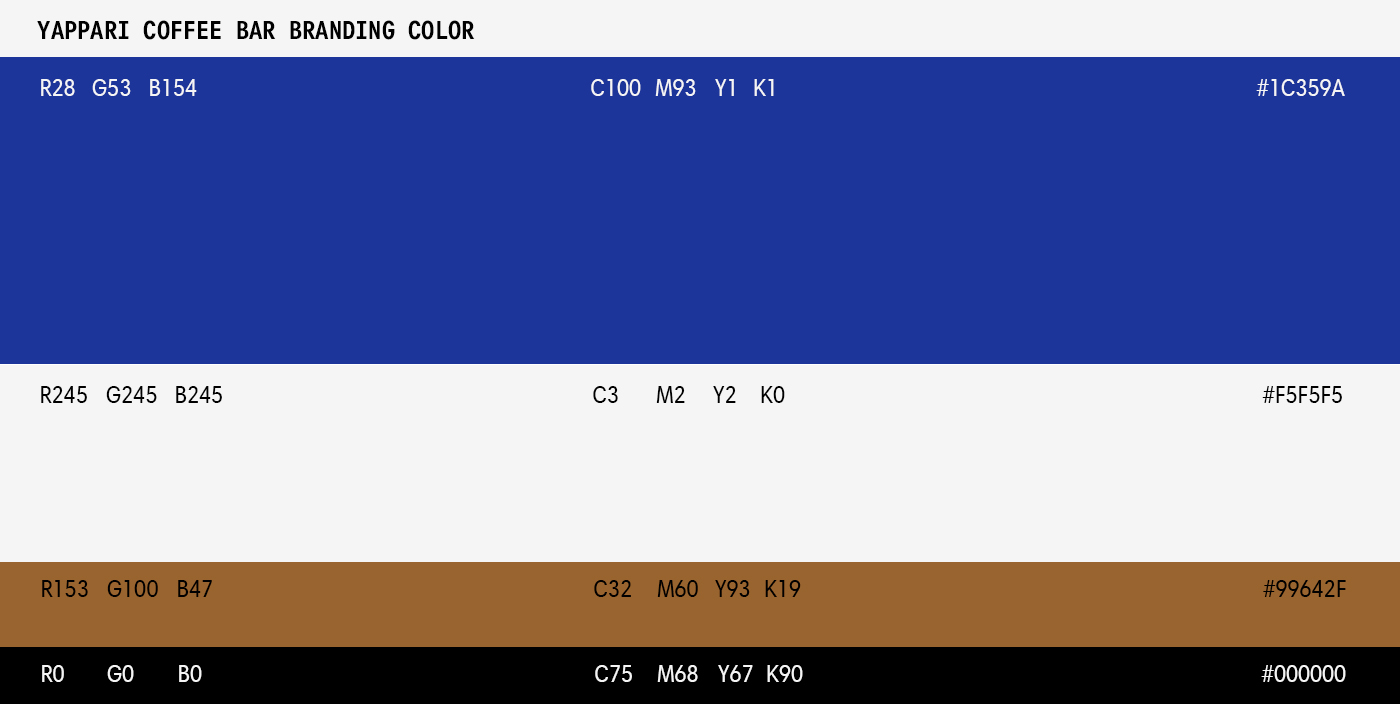 YAPPARI COFFEE BAR BRANDING COLOR
R28 G53 B154 C100 M93 Y1 K1 #1C359A
R245 G245 B245 C3 M2 Y2 K0 #F5F5F5
R153 G100 B47 C32 M60 Y93 K19 #99642F
R0 G0 B0 C75 M68 Y67 K90 #000000